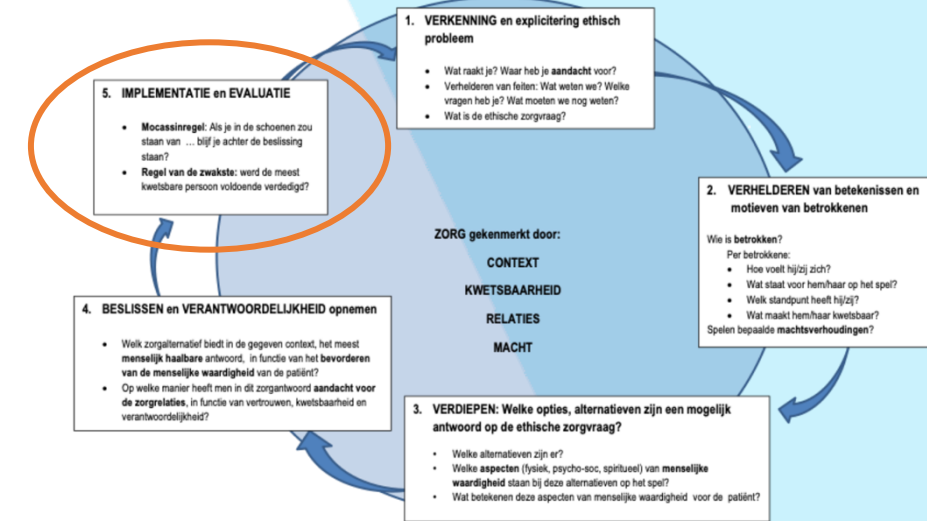 1. VERKENNING en explicitering ethisch
probleem
• Wat raakt je? Waar heb je aandacht voor?
• Verhelderen van feiten: Wat weten we? Welke
vragen heb je? Wat moeten we nog weten?
• Wat is de ethische zorgvraag?
2. VERHELDEREN van betekenissen en
motieven van betrokkenen
Wie is betrokken?
Per betrokkene:
• Hoe voelt hij/zij zich?
• Wat staat voor hem/haar op het spel?
• Welk standpunt heeft hij/zij?
• Wat maakt hem/haar kwetsbaar?
Spelen bepaalde machtsverhoudingen?
3. VERDIEPEN: Welke opties, alternatieven zijn een mogelijk
antwoord op de ethische zorgvraag?
• Welke alternatieven zijn er?
• Welke aspecten (fysiek, psycho-soc, spiritueel) van menselijke
waardigheid staan bij deze alternatieven op het spel?
• Wat betekenen deze aspecten van menselijke waardigheid voor de patiënt?
4. BESLISSEN en VERANTWOORDELIJKHEID opnemen
• Welk zorgalternatief biedt in de gegeven context, het meest
menselijk haalbare antwoord, in functie van het bevorderen
van de menselijke waardigheid van de patiënt?
• Op welke manier heeft men in dit zorgantwoord aandacht voor
de zorgrelaties, in functie van vertrouwen, kwetsbaarheid en
verantwoordelijkheid?
5. IMPLEMENTATIE en EVALUATIE
• Mocassinregel: Als je in de schoenen zou
staan van ... blijf je achter de beslissing
staan?
• Regel van de zwakste: werd de meest
kwetsbare persoon voldoende verdedigd?
ZORG gekenmerkt door:
CONTEXT
KWETSBAARHEID
RELATIES
MACHT